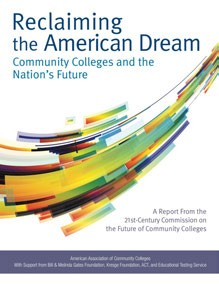 Reclaiming
the American Dream
Community Colleges and the
Nation's Future
A Report From the
21st-Century Commission on
the Future of Community Colleges
American Association of Community Colleges
With Support from Bill & Melinda Gates Foundation, Kresge Foundation, ACT, and Educational Testing Service